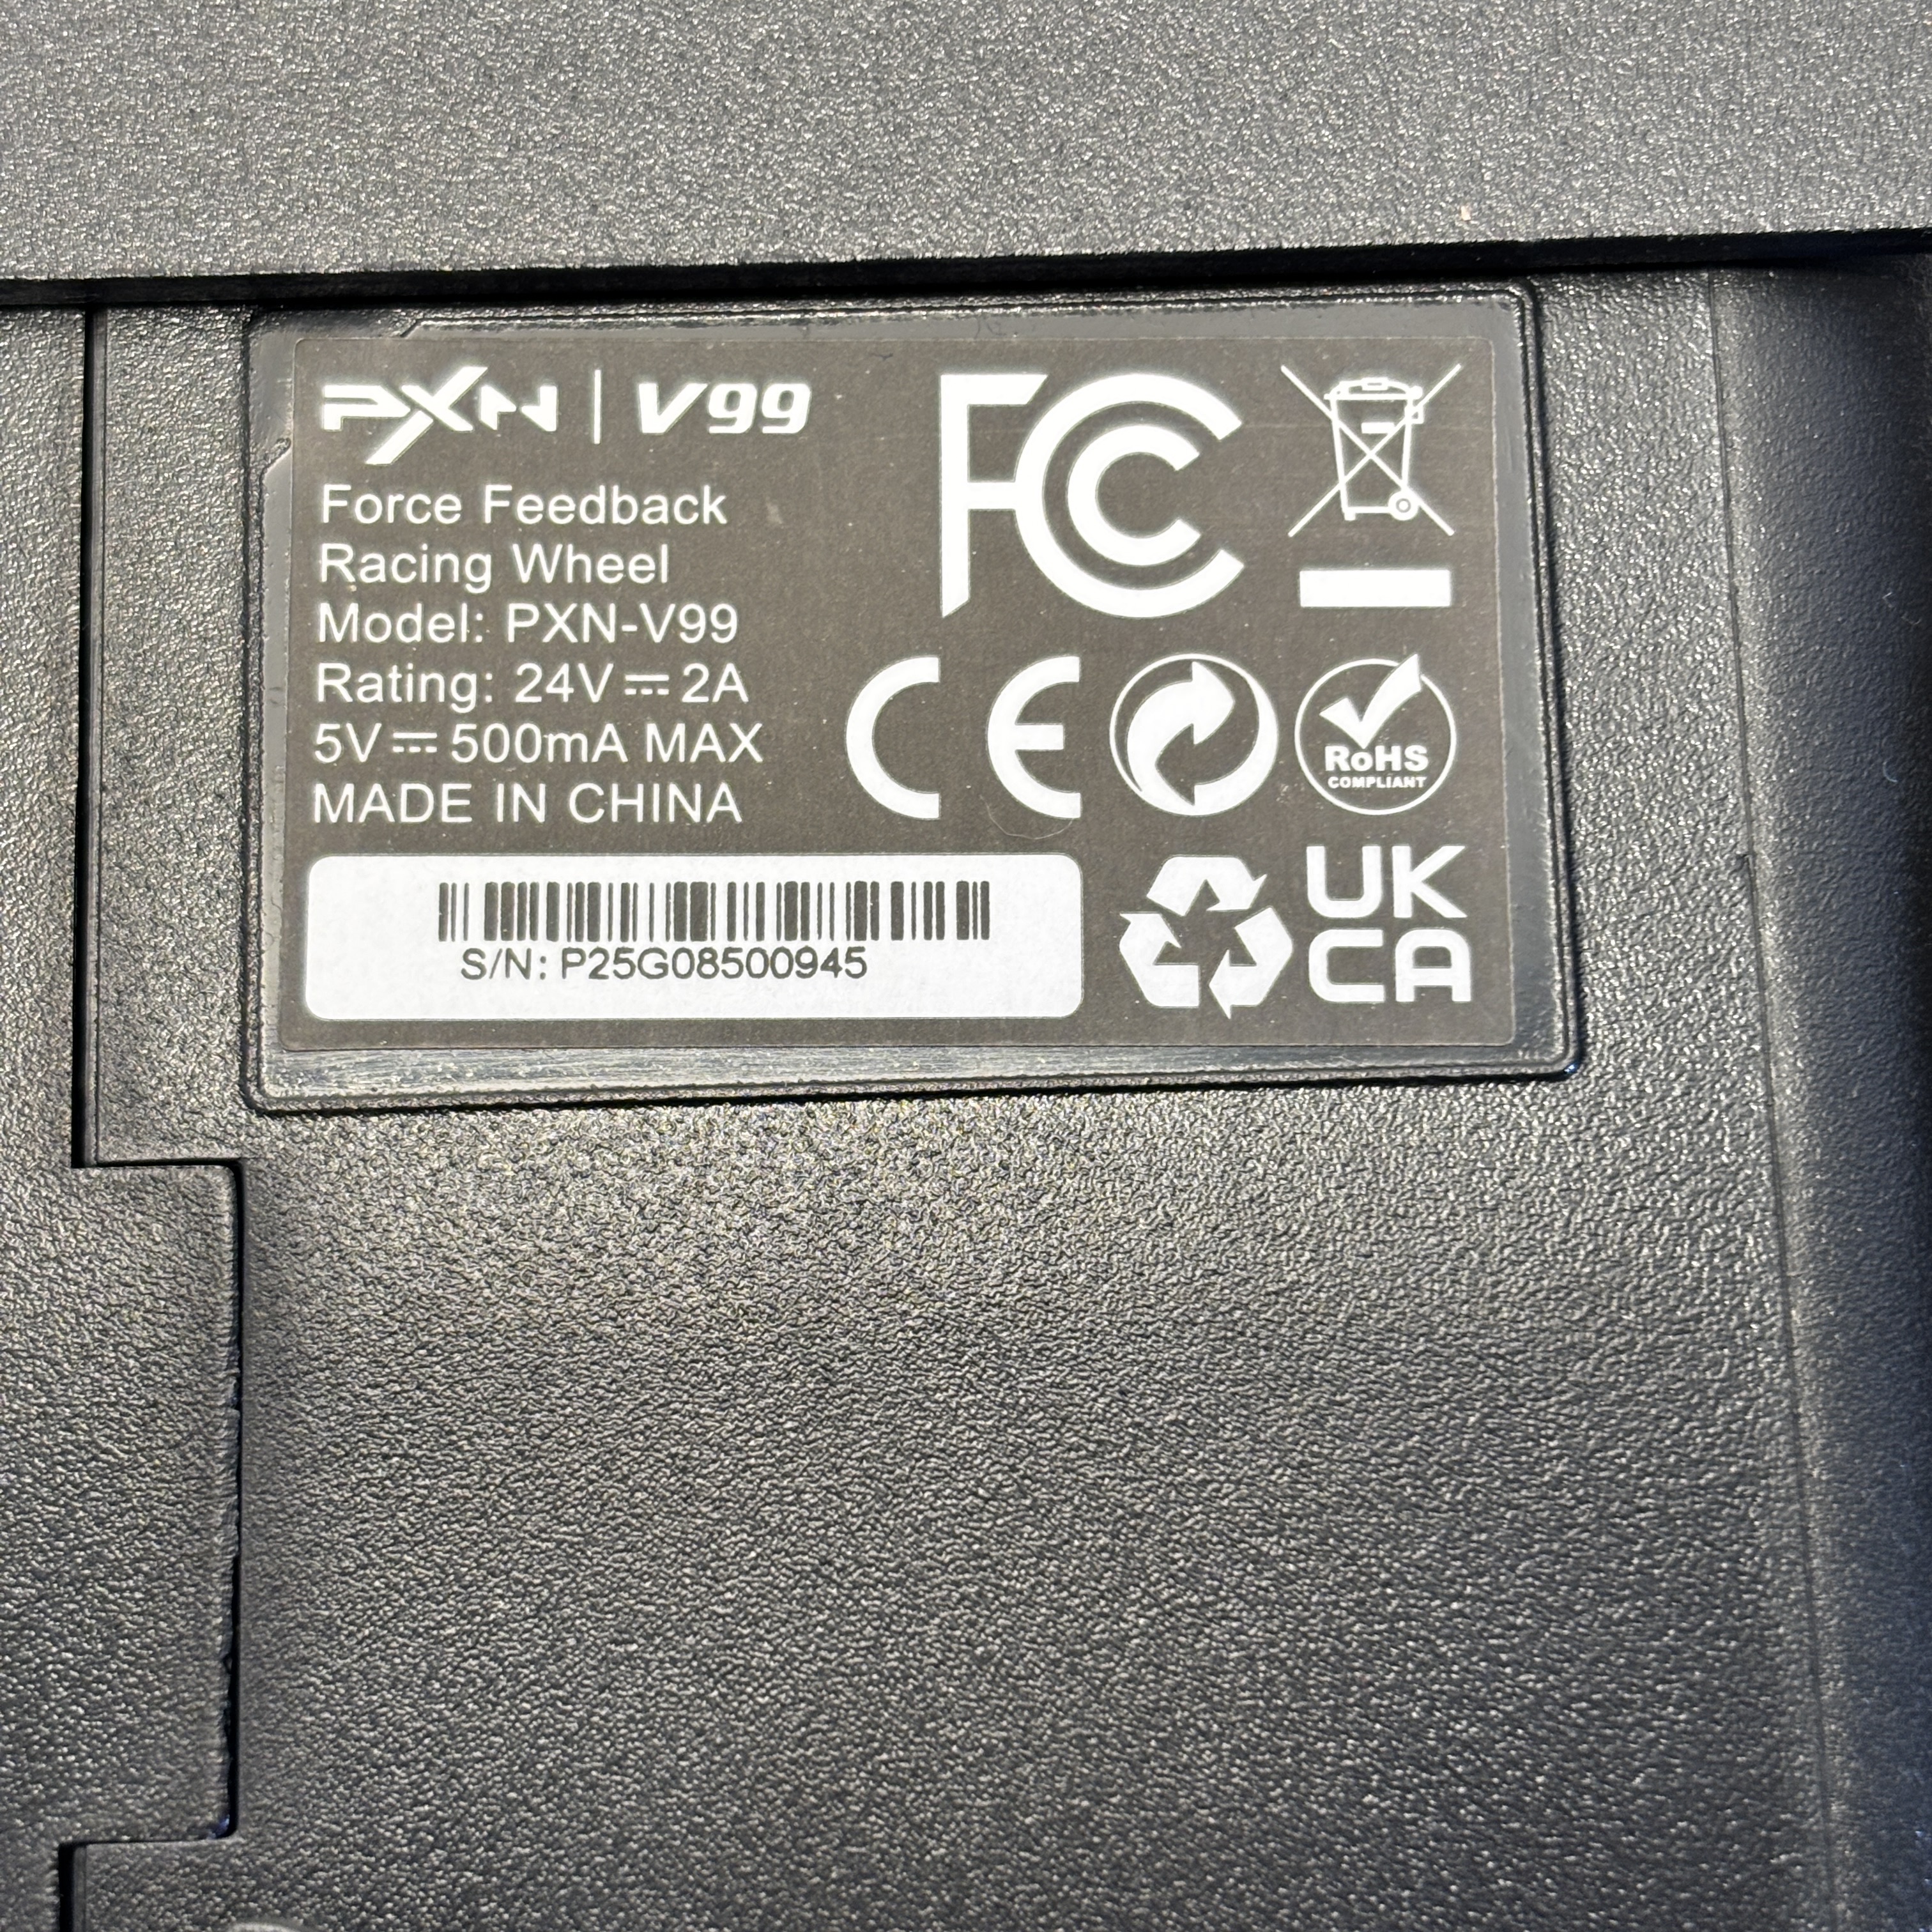 PXN | V99
Force Feedback
Racing Wheel
Model: PXN-V99
Rating: 24V⎓2A
5V⎓500mA MAX
MADE IN CHINA
S/N: P25G08500945
FC
CE
RoHS
COMPLIANT
UK
CA